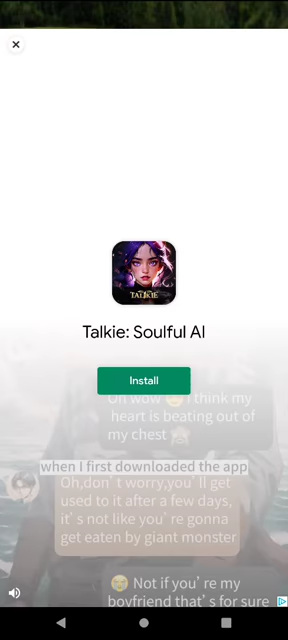 TALKIE
Talkie: Soulful AI
Install
Oh wow 😍 I think my
heart is beating out of
my chest 🙈
when I first downloaded the app
Oh,don't worry,you'll get
used to it after a few days,
it's not like you're gonna
get eaten by giant monster
😭 Not if you're my
boyfriend that's for sure